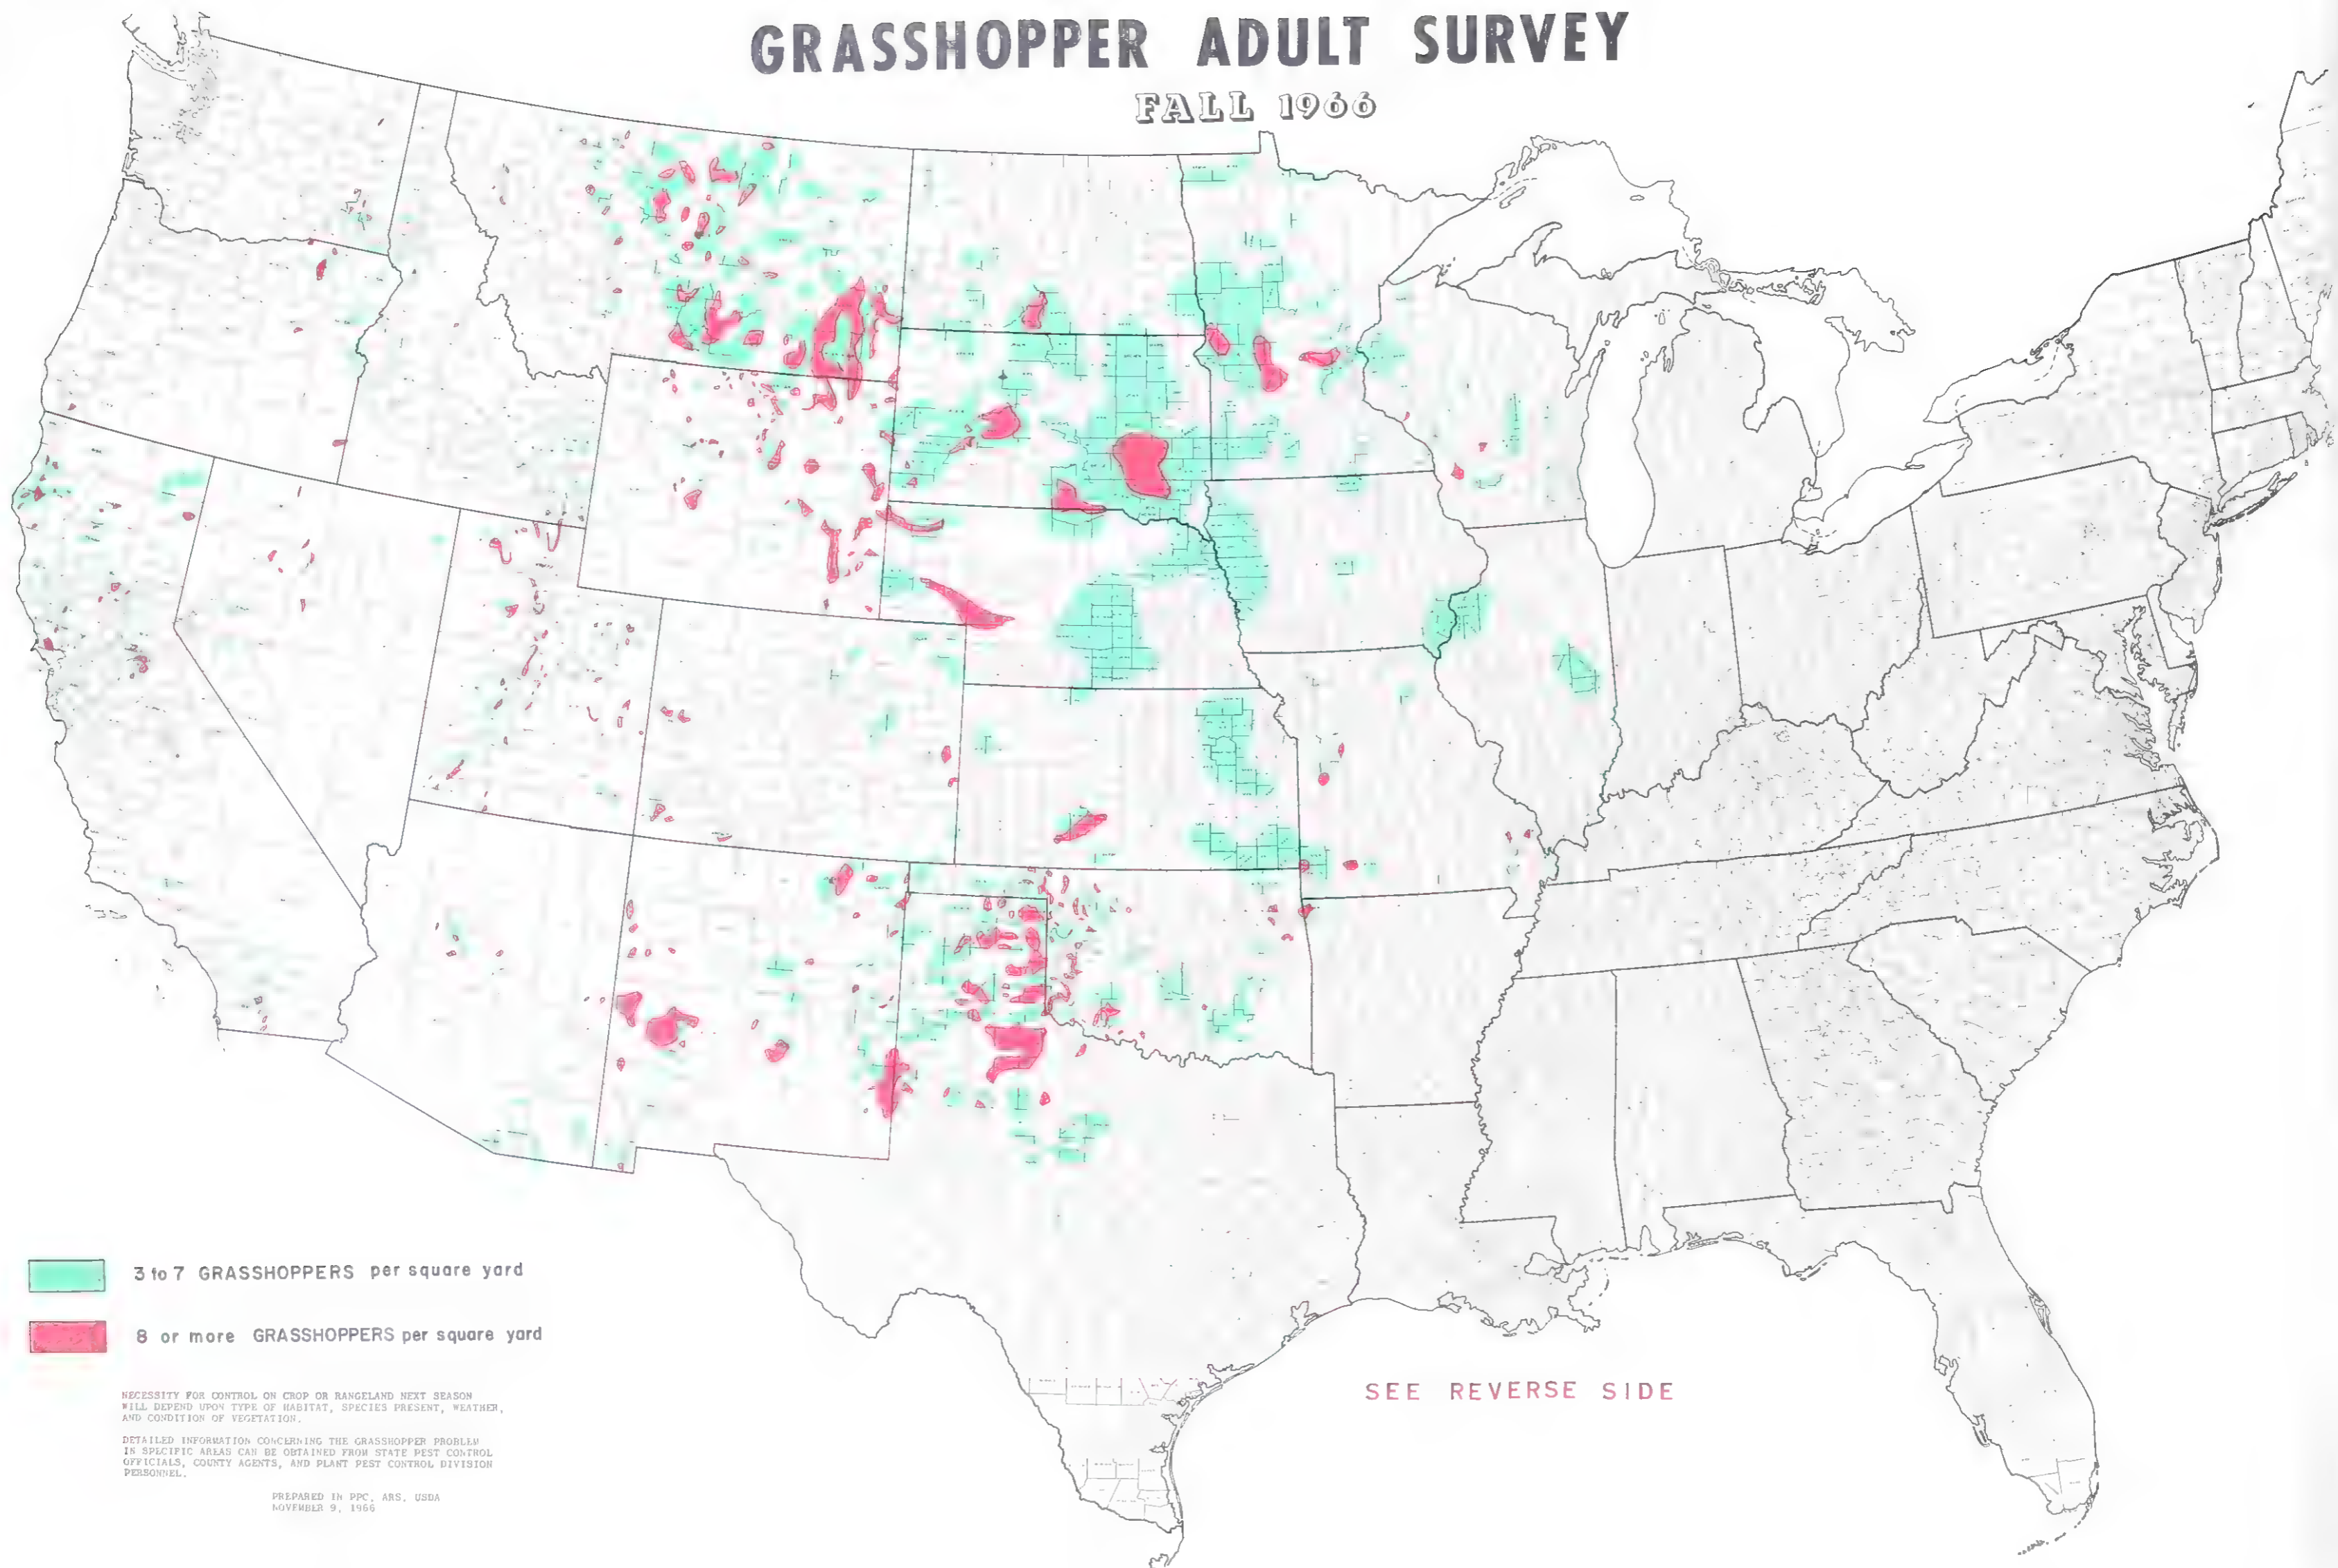 GRASSHOPPER ADULT SURVEY
FALL 1966
3 to 7 GRASSHOPPERS per square yard
8 or more GRASSHOPPERS per square yard
NECESSITY FOR CONTROL ON CROP OR RANGELAND NEXT SEASON
WILL DEPEND UPON TYPE OF HABITAT, SPECIES PRESENT, WEATHER,
AND CONDITION OF VEGETATION.
DETAILED INFORMATION CONCERNING THE GRASSHOPPER PROBLEM
IN SPECIFIC AREAS CAN BE OBTAINED FROM STATE PEST CONTROL
OFFICIALS, COUNTY AGENTS, AND PLANT PEST CONTROL DIVISION
PERSONNEL.
PREPARED IN PPC, ARS, USDA
NOVEMBER 9, 1966
SEE REVERSE SIDE